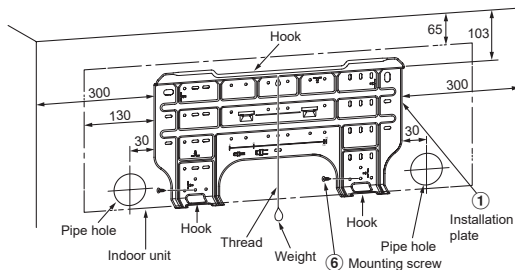 65
103
Hook
300
300
130
30
30
1
Installation
plate
Pipe hole
Hook
Hook
Indoor unit
Thread
Weight
6 Mounting screw
Pipe hole